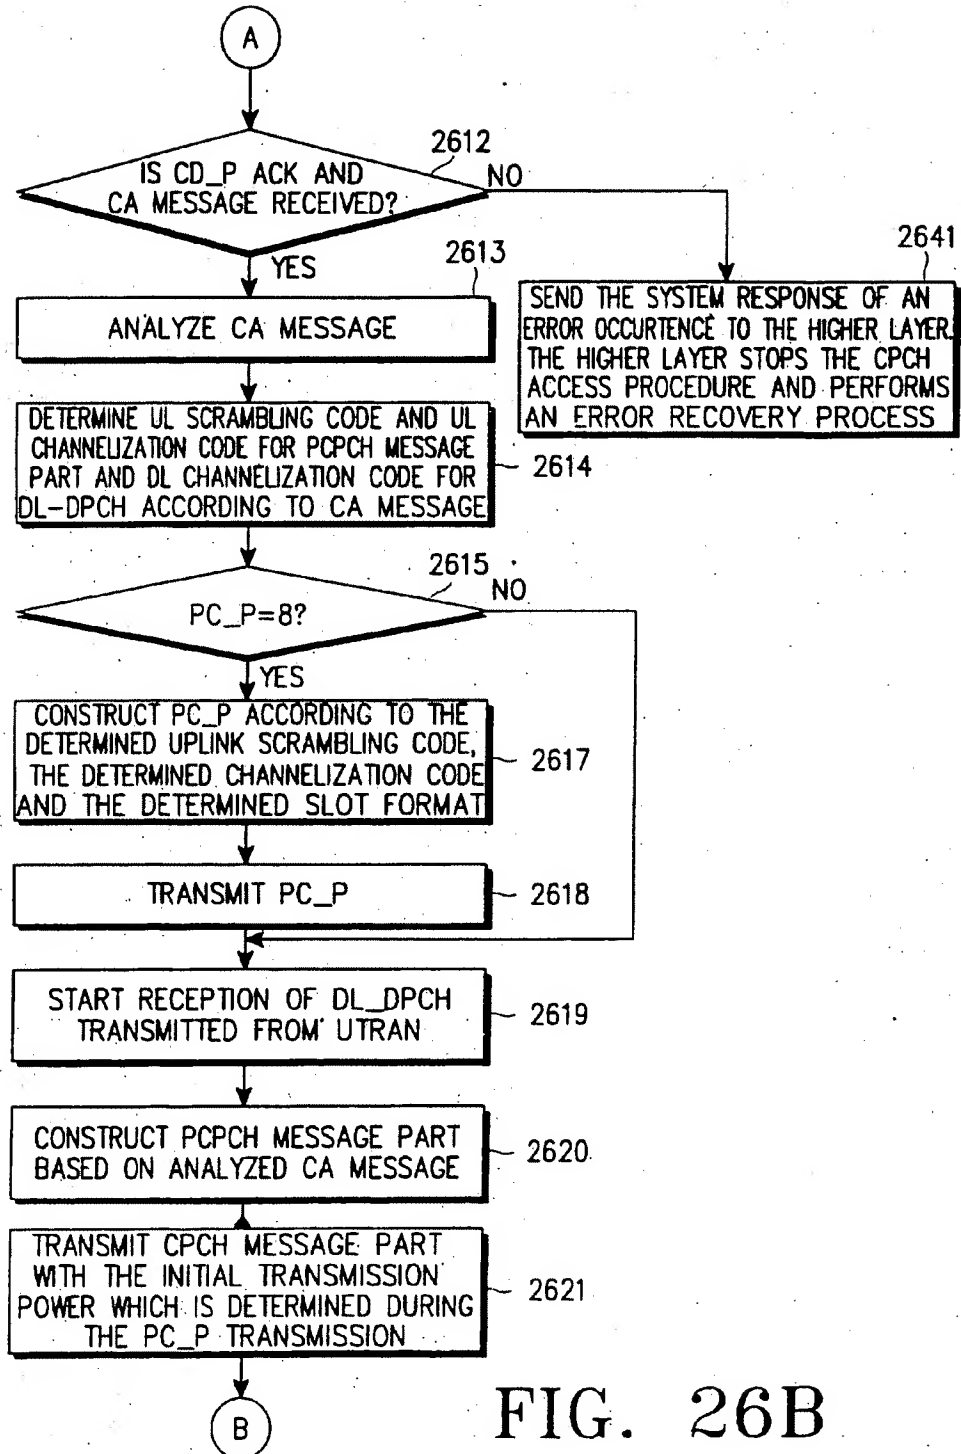 A
2612
IS CD_P ACK AND
CA MESSAGE RECEIVED?
NO
YES
2613
ANALYZE CA MESSAGE
2641
SEND THE SYSTEM RESPONSE OF AN
ERROR OCCURTENCE TO THE HIGHER LAYER.
THE HIGHER LAYER STOPS THE CPCH
ACCESS PROCEDURE AND PERFORMS
AN ERROR RECOVERY PROCESS
DETERMINE UL SCRAMBLING CODE AND UL
CHANNELIZATION CODE FOR PCPCH MESSAGE
PART AND DL CHANNELIZATION CODE FOR
DL-DPCH ACCORDING TO CA MESSAGE
2614
2615
PC_P=8?
NO
YES
CONSTRUCT PC_P ACCORDING TO THE
DETERMINED UPLINK SCRAMBLING CODE,
THE DETERMINED CHANNELIZATION CODE
AND THE DETERMINED SLOT FORMAT
2617
TRANSMIT PC_P
2618
START RECEPTION OF DL_DPCH
TRANSMITTED FROM UTRAN
2619
CONSTRUCT PCPCH MESSAGE PART
BASED ON ANALYZED CA MESSAGE
2620
TRANSMIT CPCH MESSAGE PART
WITH THE INITIAL TRANSMISSION
POWER WHICH IS DETERMINED DURING
THE PC_P TRANSMISSION
2621
B
FIG. 26B